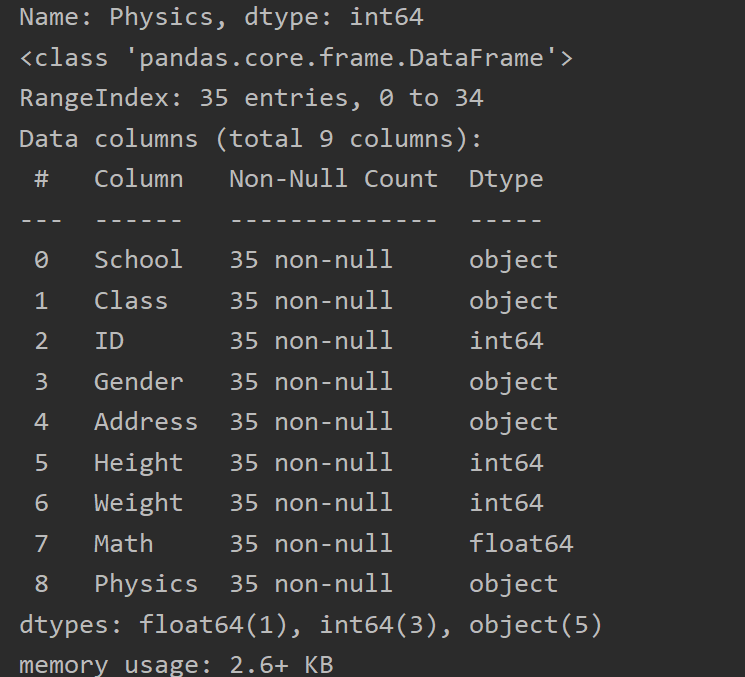 Name: Physics, dtype: int64
<class 'pandas.core.frame.DataFrame'>
RangeIndex: 35 entries, 0 to 34
Data columns (total 9 columns):
 #   Column   Non-Null Count  Dtype
---  ------   --------------  -----
 0   School   35 non-null     object
 1   Class    35 non-null     object
 2   ID       35 non-null     int64
 3   Gender   35 non-null     object
 4   Address  35 non-null     object
 5   Height   35 non-null     int64
 6   Weight   35 non-null     int64
 7   Math     35 non-null     float64
 8   Physics  35 non-null     object
dtypes: float64(1), int64(3), object(5)
memory usage: 2.6+ KB